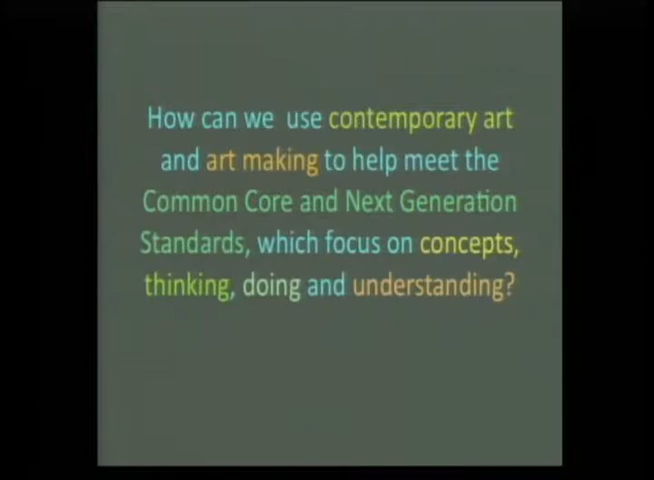 How can we use contemporary art
and art making to help meet the
Common Core and Next Generation
Standards, which focus on concepts,
thinking, doing and understanding?